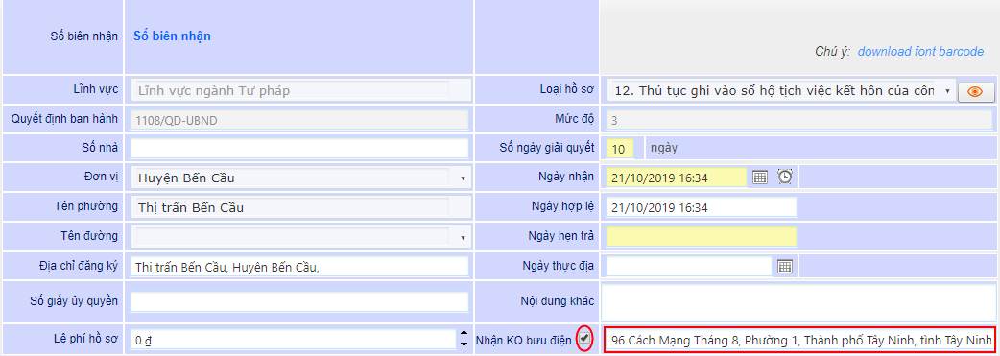 Số biên nhận Số biên nhận
Chú ý: download font barcode
Lĩnh vực Lĩnh vực ngành Tư pháp Loại hồ sơ 12. Thủ tục ghi vào sổ hộ tịch việc kết hôn của côn
Quyết định ban hành 1108/QD-UBND Mức độ 3
Số nhà Số ngày giải quyết 10 ngày
Đơn vị Huyện Bến Cầu Ngày nhận 21/10/2019 16:34
Tên phường Thị trấn Bến Cầu Ngày hợp lệ 21/10/2019 16:34
Tên đường Ngày hẹn trả
Địa chỉ đăng ký Thị trấn Bến Cầu, Huyện Bến Cầu, Ngày thực địa
Số giấy ủy quyền Nội dung khác
Lệ phí hồ sơ 0 ₫ Nhận KQ bưu điện 96 Cách Mạng Tháng 8, Phường 1, Thành phố Tây Ninh, tỉnh Tây Ninh